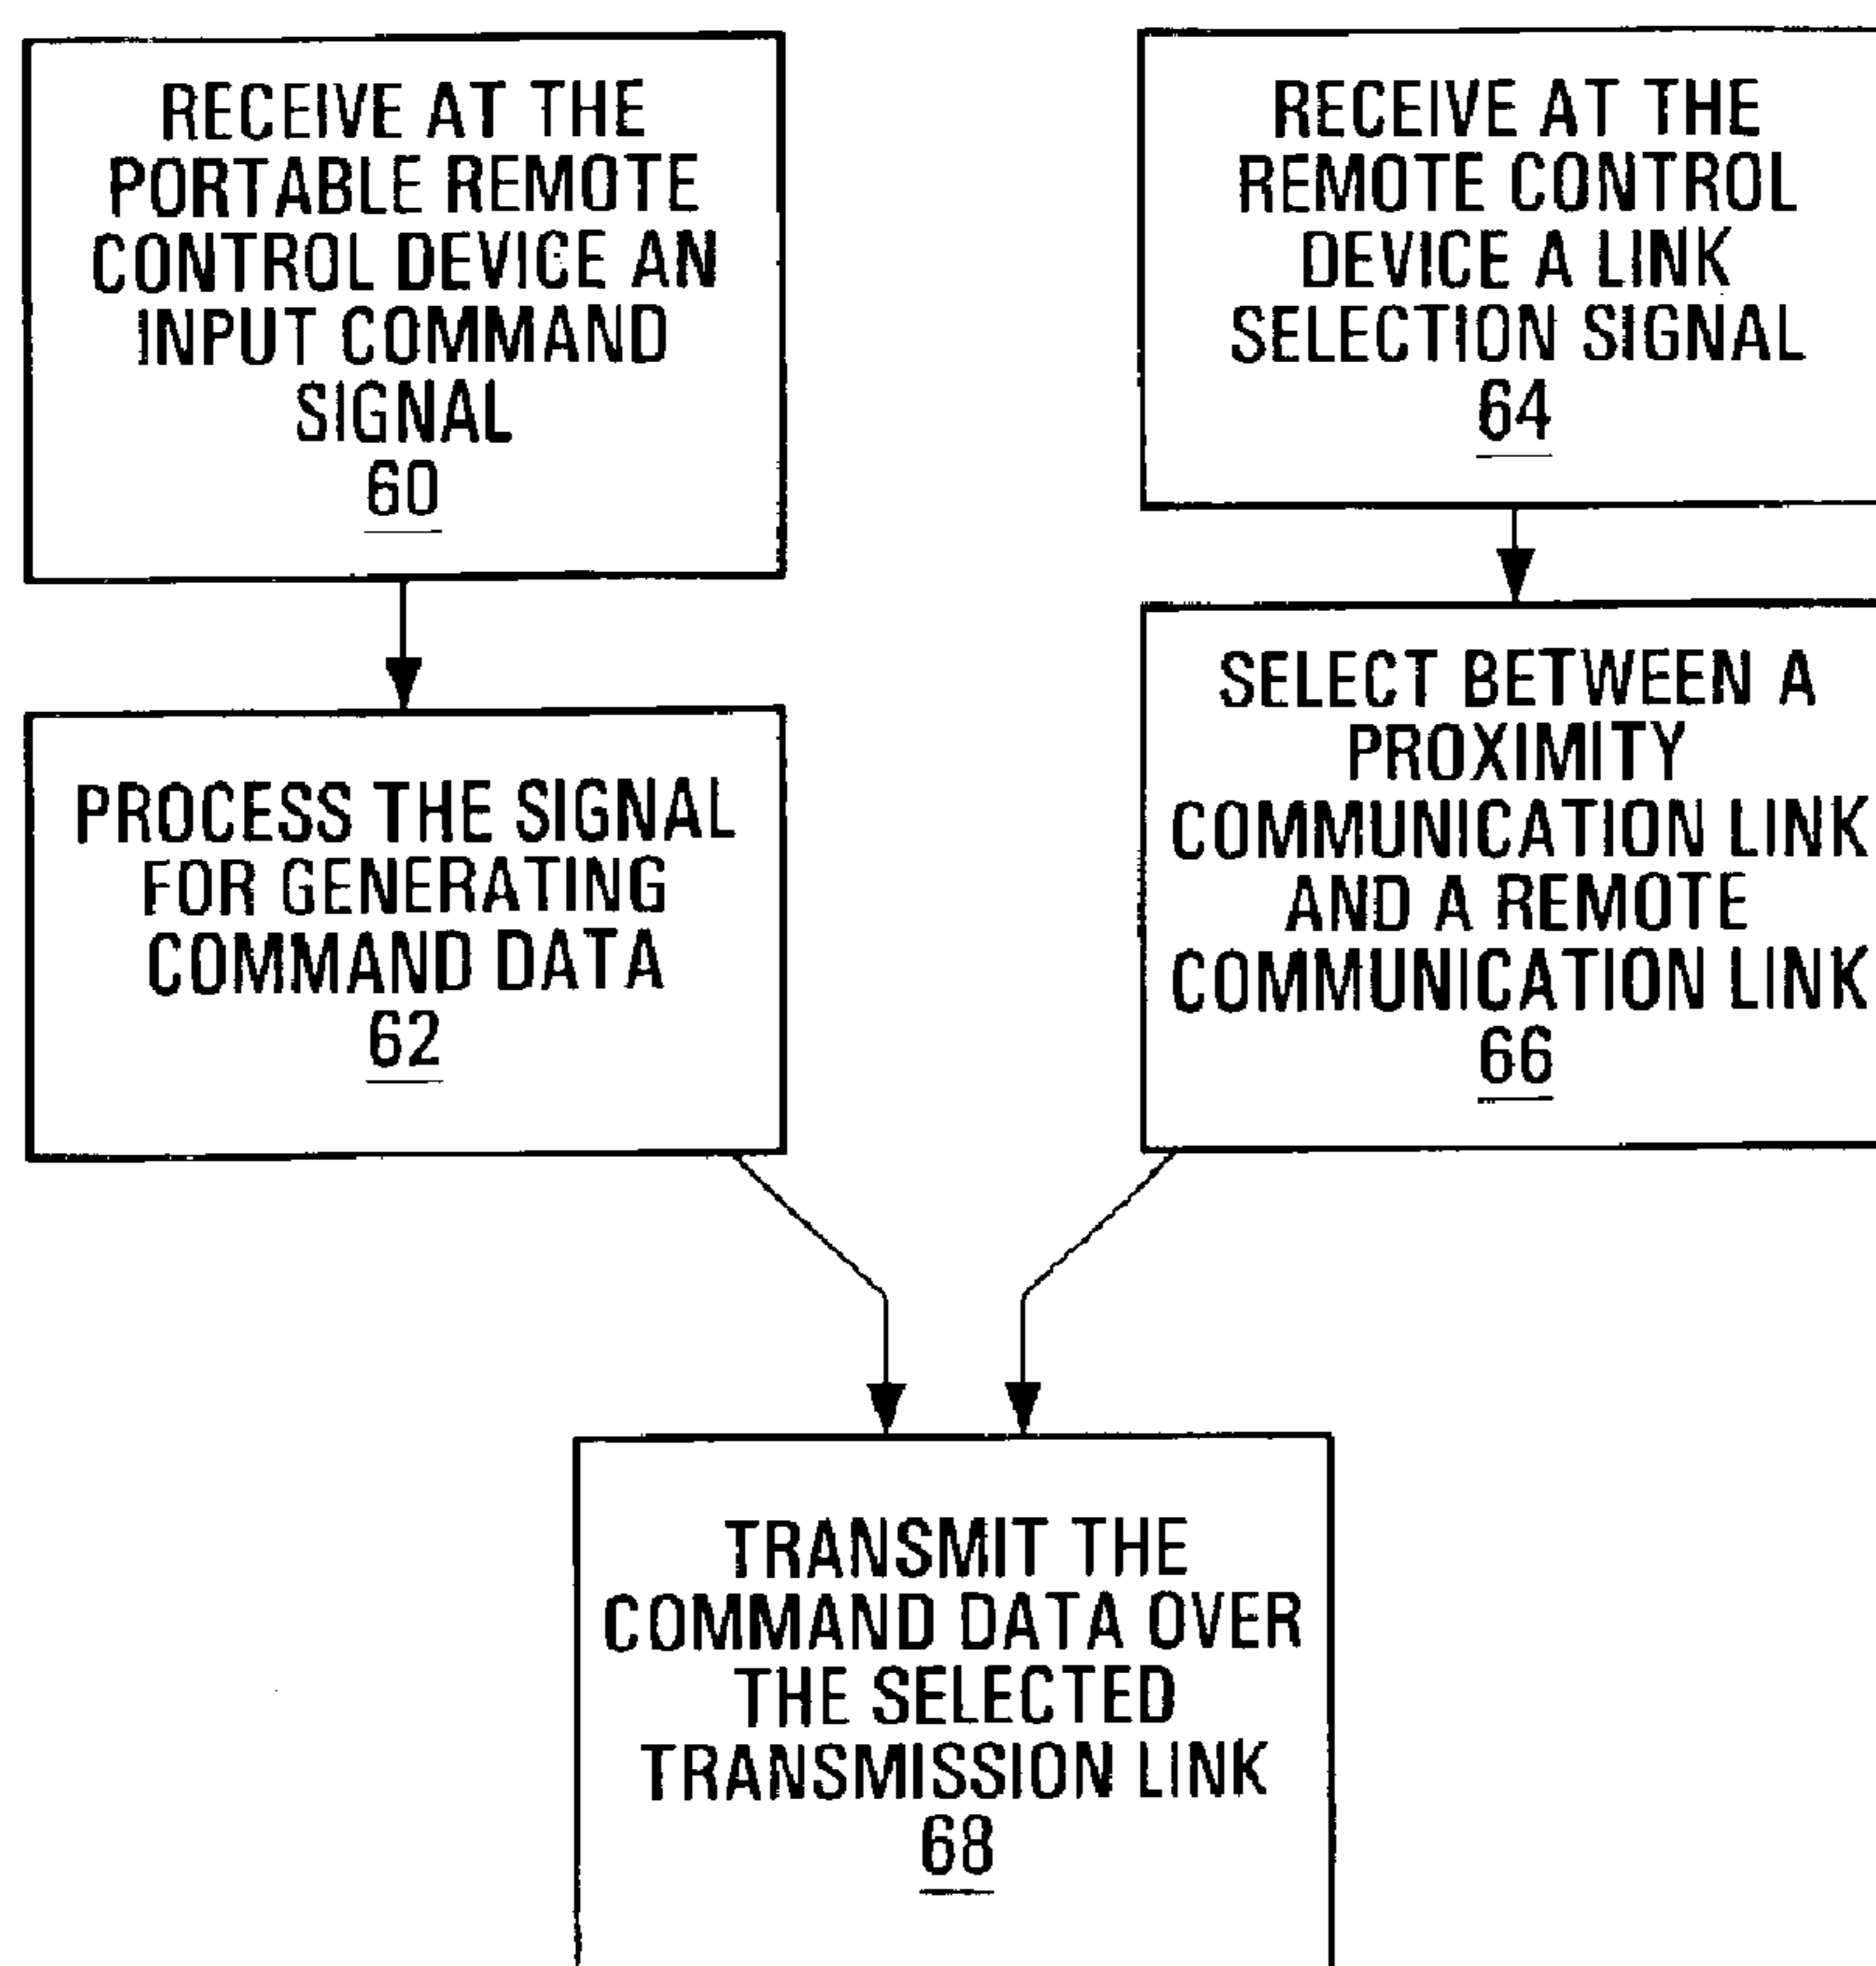 RECEIVE AT THE
PORTABLE REMOTE
CONTROL DEVICE AN
INPUT COMMAND
SIGNAL
60
PROCESS THE SIGNAL
FOR GENERATING
COMMAND DATA
62
RECEIVE AT THE
REMOTE CONTROL
DEVICE A LINK
SELECTION SIGNAL
64
SELECT BETWEEN A
PROXIMITY
COMMUNICATION LINK
AND A REMOTE
COMMUNICATION LINK
66
TRANSMIT THE
COMMAND DATA OVER
THE SELECTED
TRANSMISSION LINK
68